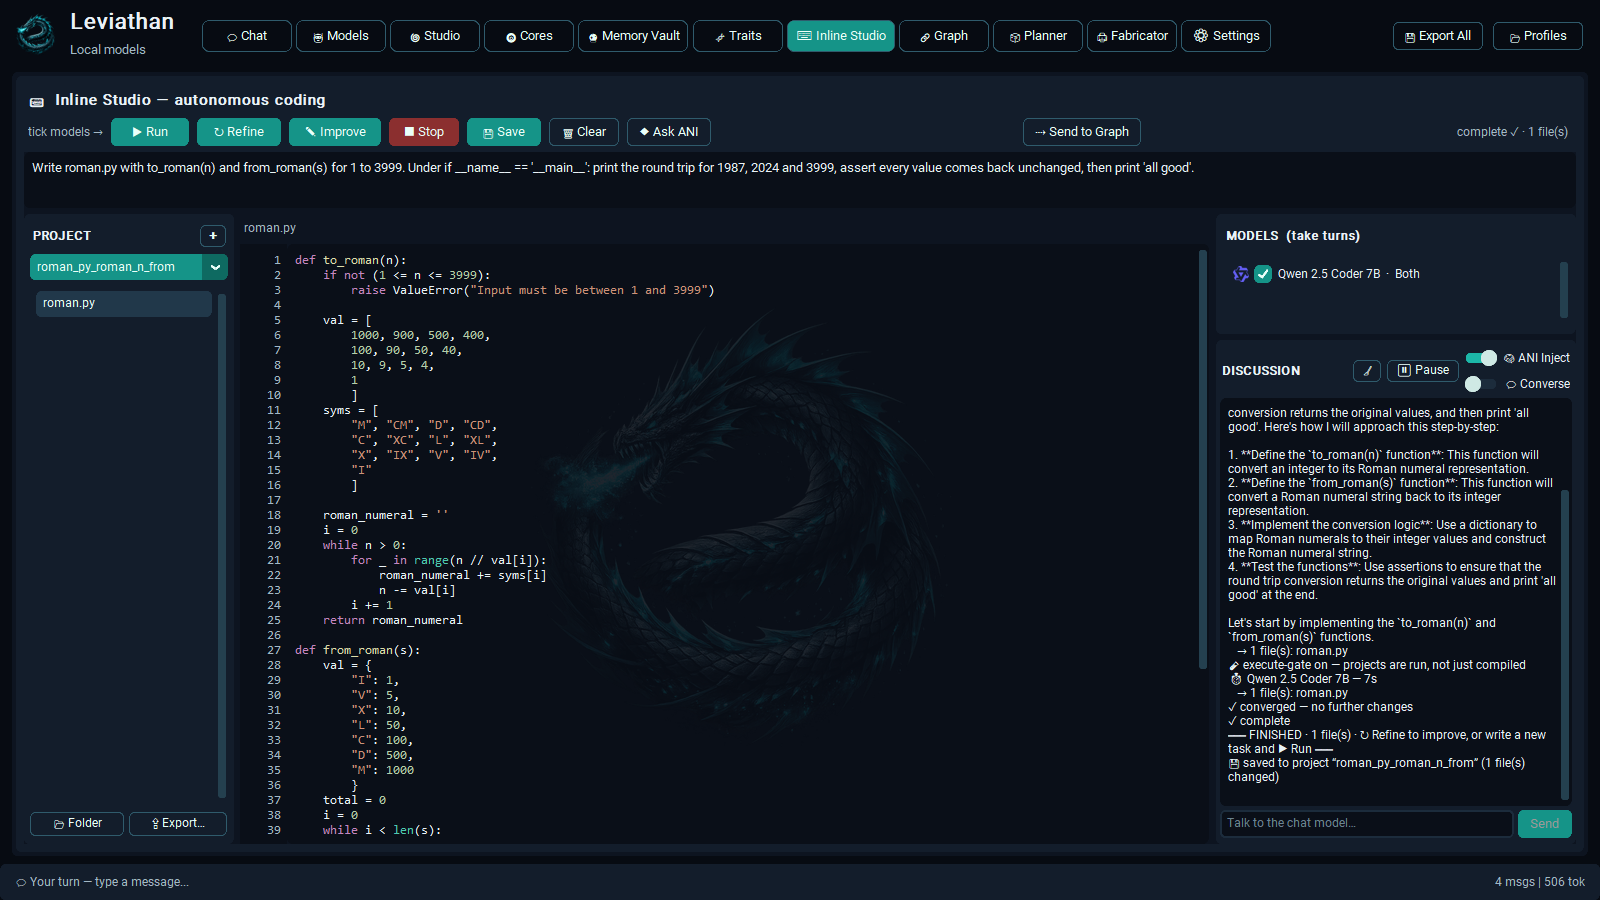 Leviathan
Local models
Chat
Models
Studio
Cores
Memory Vault
Traits
Inline Studio
Graph
Planner
Fabricator
Settings
Export All
Profiles
Inline Studio — autonomous coding
tick models →
▶ Run
↻ Refine
Improve
Stop
Save
Clear
Ask ANI
→ Send to Graph
complete ✓ · 1 file(s)
Write roman.py with to_roman(n) and from_roman(s) for 1 to 3999. Under if __name__ == '__main__': print the round trip for 1987, 2024 and 3999, assert every value comes back unchanged, then print 'all good'.
PROJECT
+
roman_py_roman_n_from
roman.py
Folder
Export…
roman.py
1 def to_roman(n):
2     if not (1 <= n <= 3999):
3         raise ValueError("Input must be between 1 and 3999")
4
5     val = [
6         1000, 900, 500, 400,
7         100, 90, 50, 40,
8         10, 9, 5, 4,
9         1
10         ]
11     syms = [
12         "M", "CM", "D", "CD",
13         "C", "XC", "L", "XL",
14         "X", "IX", "V", "IV",
15         "I"
16         ]
17
18     roman_numeral = ''
19     i = 0
20     while n > 0:
21         for _ in range(n // val[i]):
22             roman_numeral += syms[i]
23             n -= val[i]
24         i += 1
25     return roman_numeral
26
27 def from_roman(s):
28     val = {
29         "I": 1,
30         "V": 5,
31         "X": 10,
32         "L": 50,
33         "C": 100,
34         "D": 500,
35         "M": 1000
36         }
37     total = 0
38     i = 0
39     while i < len(s):
MODELS (take turns)
Qwen 2.5 Coder 7B · Both
DISCUSSION
Pause
ANI Inject
Converse
conversion returns the original values, and then print 'all
good'. Here's how I will approach this step-by-step:
1. **Define the `to_roman(n)` function**: This function will
convert an integer to its Roman numeral representation.
2. **Define the `from_roman(s)` function**: This function will
convert a Roman numeral string back to its integer
representation.
3. **Implement the conversion logic**: Use a dictionary to
map Roman numerals to their integer values and construct
the Roman numeral string.
4. **Test the functions**: Use assertions to ensure that the
round trip conversion returns the original values and print 'all
good' at the end.
Let's start by implementing the `to_roman(n)` and
`from_roman(s)` functions.
→ 1 file(s): roman.py
execute-gate on — projects are run, not just compiled
Qwen 2.5 Coder 7B — 7s
→ 1 file(s): roman.py
✓ converged — no further changes
✓ complete
—— FINISHED · 1 file(s) · ↻ Refine to improve, or write a new
task and ▶ Run ——
saved to project “roman_py_roman_n_from” (1 file(s)
changed)
Talk to the chat model…
Send
Your turn — type a message...
4 msgs | 506 tok